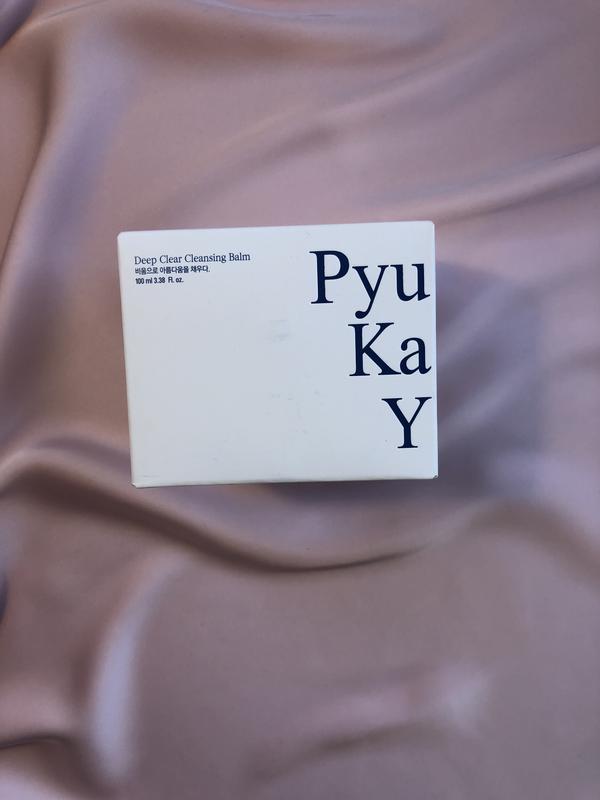 Deep Clear Cleansing Balm
비움으로 아름다움을 채우다.
100 ml 3.38 Fl. oz.
Pyu
Ka
Y